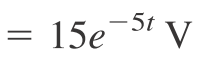 = 15e^{-5t} V